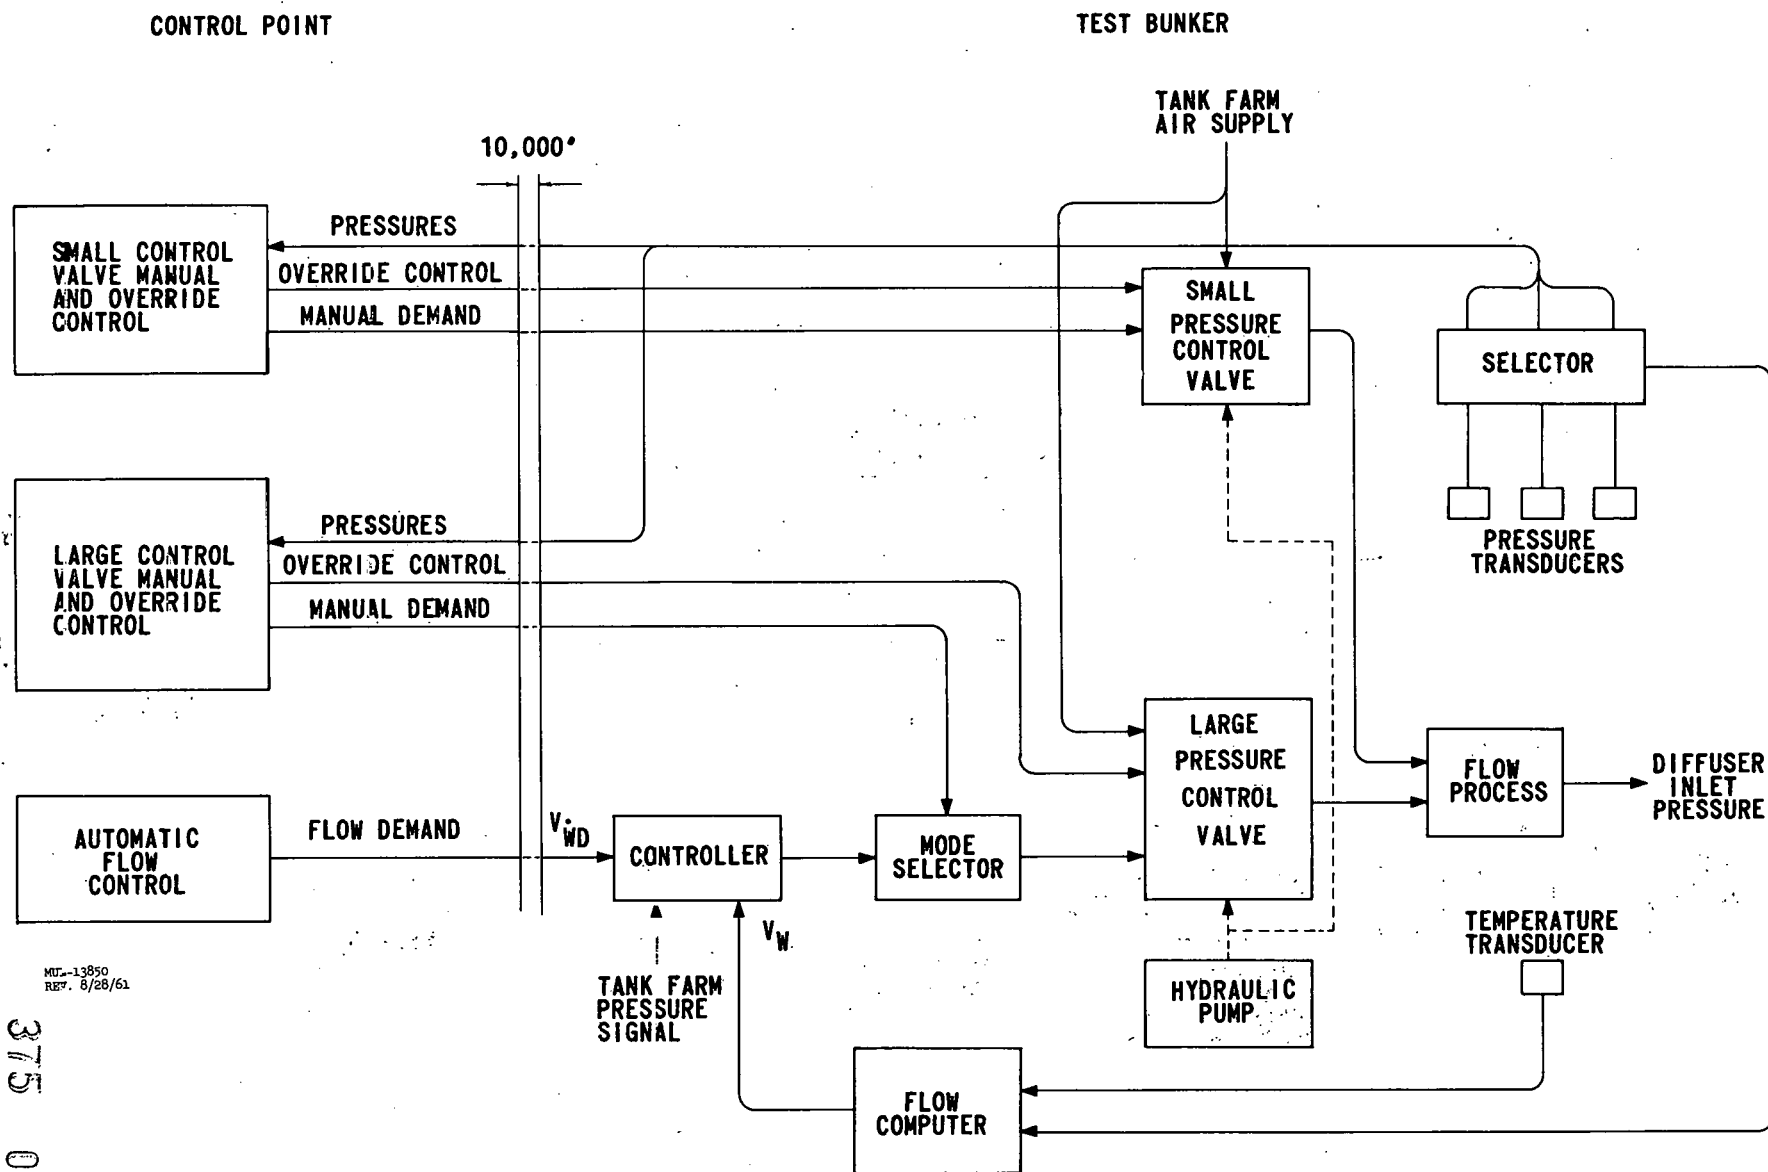 CONTROL POINT
TEST BUNKER
TANK FARM
AIR SUPPLY
10,000'
PRESSURES
OVERRIDE CONTROL
MANUAL DEMAND
SMALL CONTROL
VALVE MANUAL
AND OVERRIDE
CONTROL
SMALL
PRESSURE
CONTROL
VALVE
SELECTOR
PRESSURE
TRANSDUCERS
PRESSURES
OVERRIDE CONTROL
MANUAL DEMAND
LARGE CONTROL
VALVE MANUAL
AND OVERRIDE
CONTROL
LARGE
PRESSURE
CONTROL
VALVE
FLOW
PROCESS
DIFFUSER
INLET
PRESSURE
AUTOMATIC
FLOW
CONTROL
FLOW DEMAND
VẆD
CONTROLLER
MODE
SELECTOR
VW
TANK FARM
PRESSURE
SIGNAL
HYDRAULIC
PUMP
TEMPERATURE
TRANSDUCER
FLOW
COMPUTER
MUL-13850
REV. 8/28/61
375 0